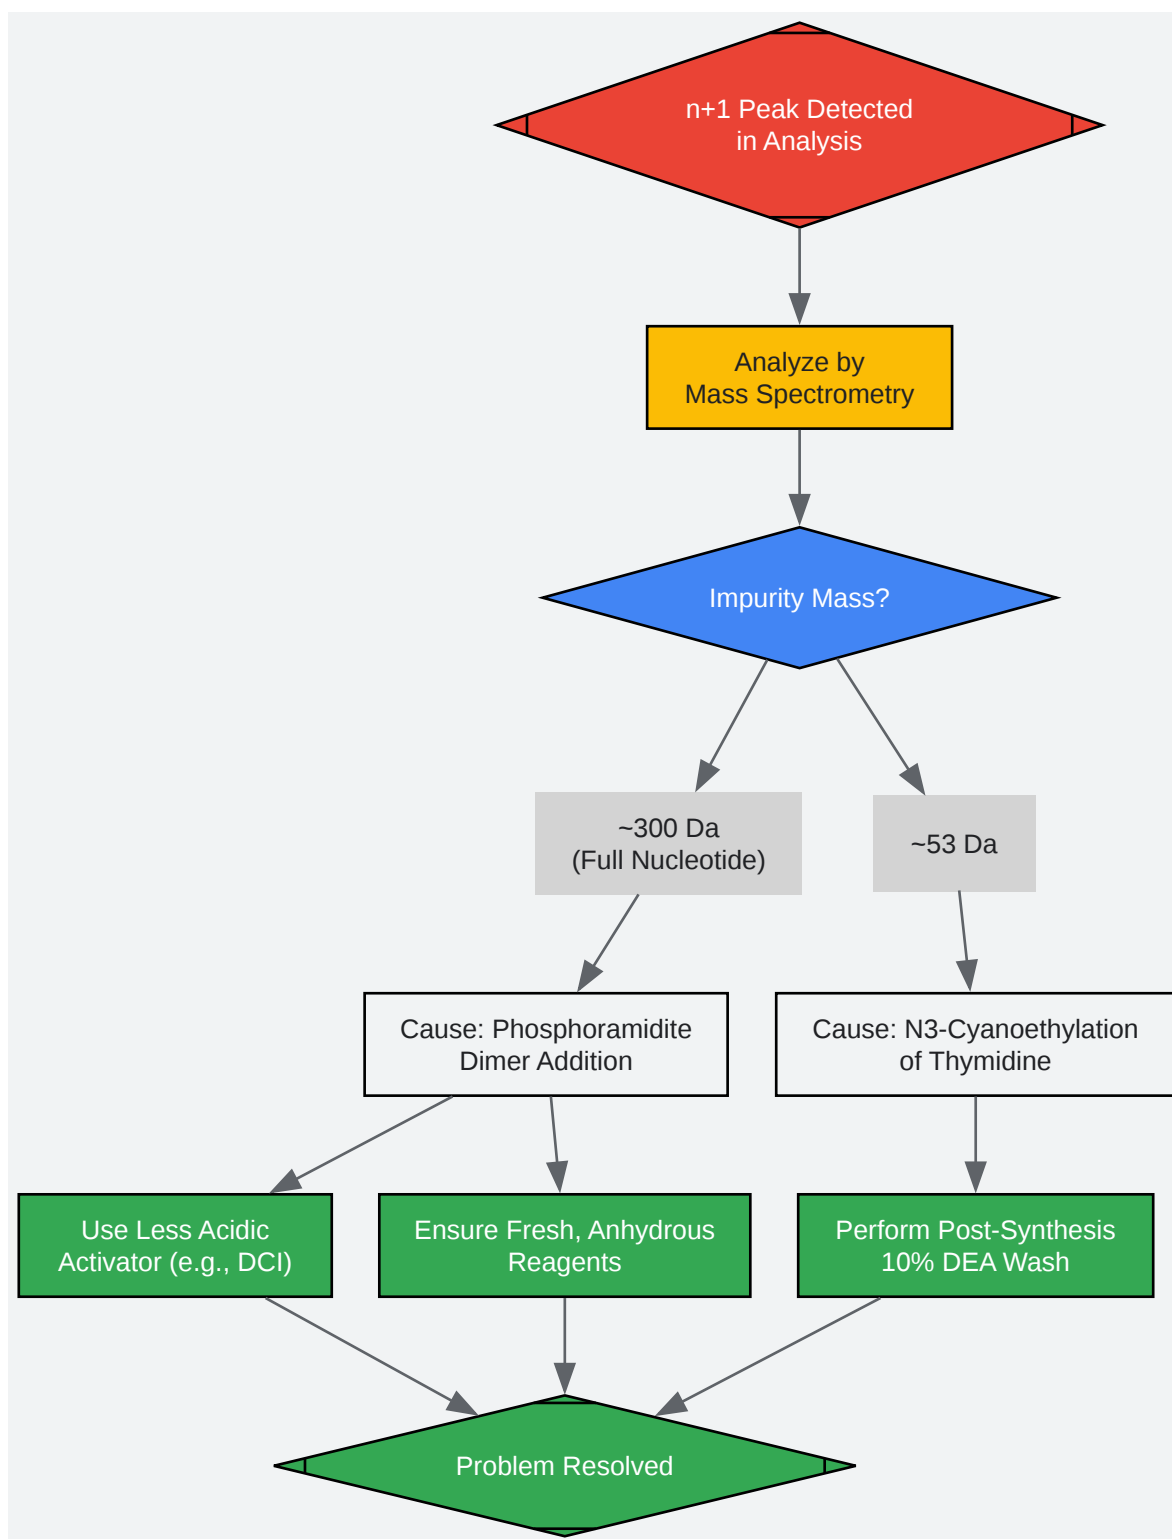 n+1 Peak Detected
in Analysis
Analyze by
Mass Spectrometry
Impurity Mass?
~300 Da
(Full Nucleotide)
~53 Da
Cause: Phosphoramidite
Dimer Addition
Cause: N3-Cyanoethylation
of Thymidine
Use Less Acidic
Activator (e.g., DCI)
Ensure Fresh, Anhydrous
Reagents
Perform Post-Synthesis
10% DEA Wash
Problem Resolved